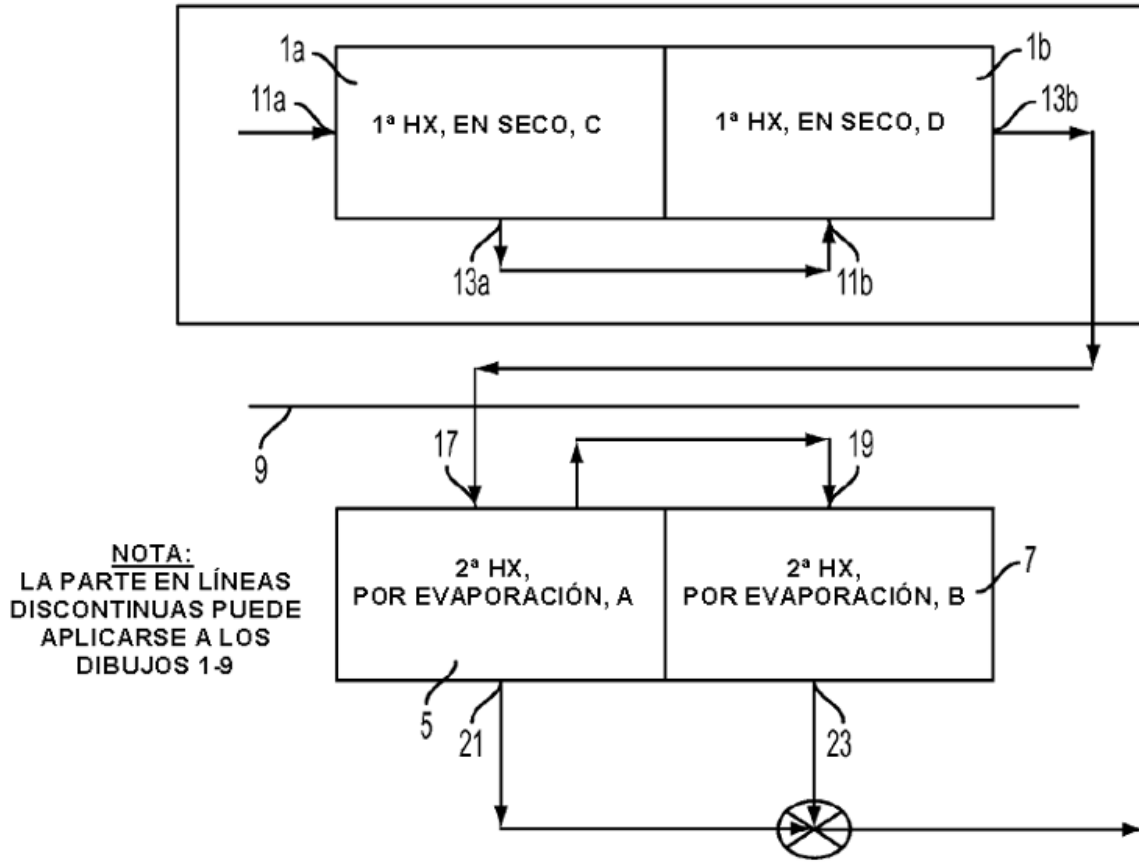 1a
1b
11a
13b
1ª HX, EN SECO, C
1ª HX, EN SECO, D
13a
11b
9
17
19
NOTA:
LA PARTE EN LÍNEAS
DISCONTINUAS PUEDE
APLICARSE A LOS
DIBUJOS 1-9
2ª HX,
POR EVAPORACIÓN, A
2ª HX,
POR EVAPORACIÓN, B
7
5
21
23